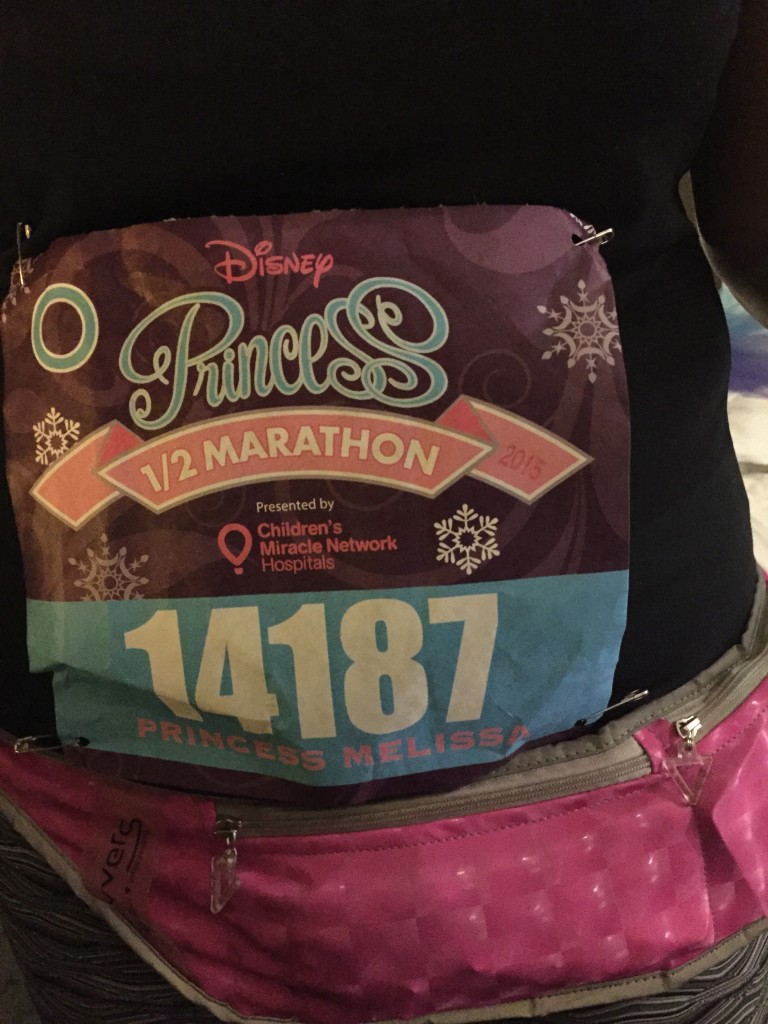 Disney
Princess
O
1/2 MARATHON
2015
Presented by
Children's
Miracle Network
Hospitals
14187
PRINCESS MELISSA